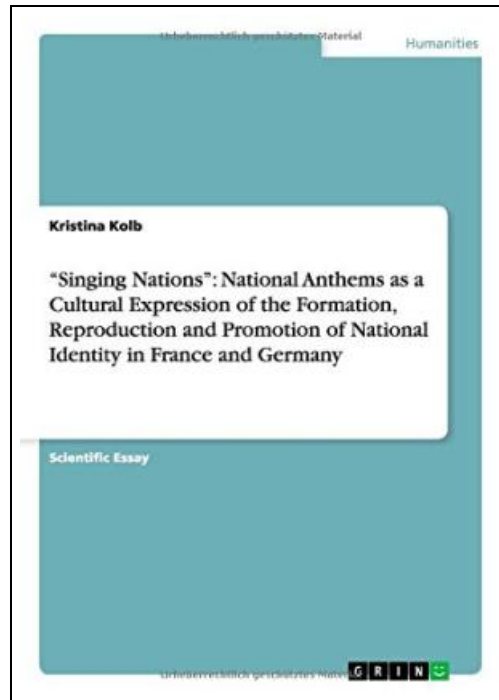 Urheberrechtlich geschütztes Material
Humanities
Kristina Kolb
“Singing Nations”: National Anthems as a
Cultural Expression of the Formation,
Reproduction and Promotion of National
Identity in France and Germany
Scientific Essay
Urheberrechtlich geschütztes
GRIN